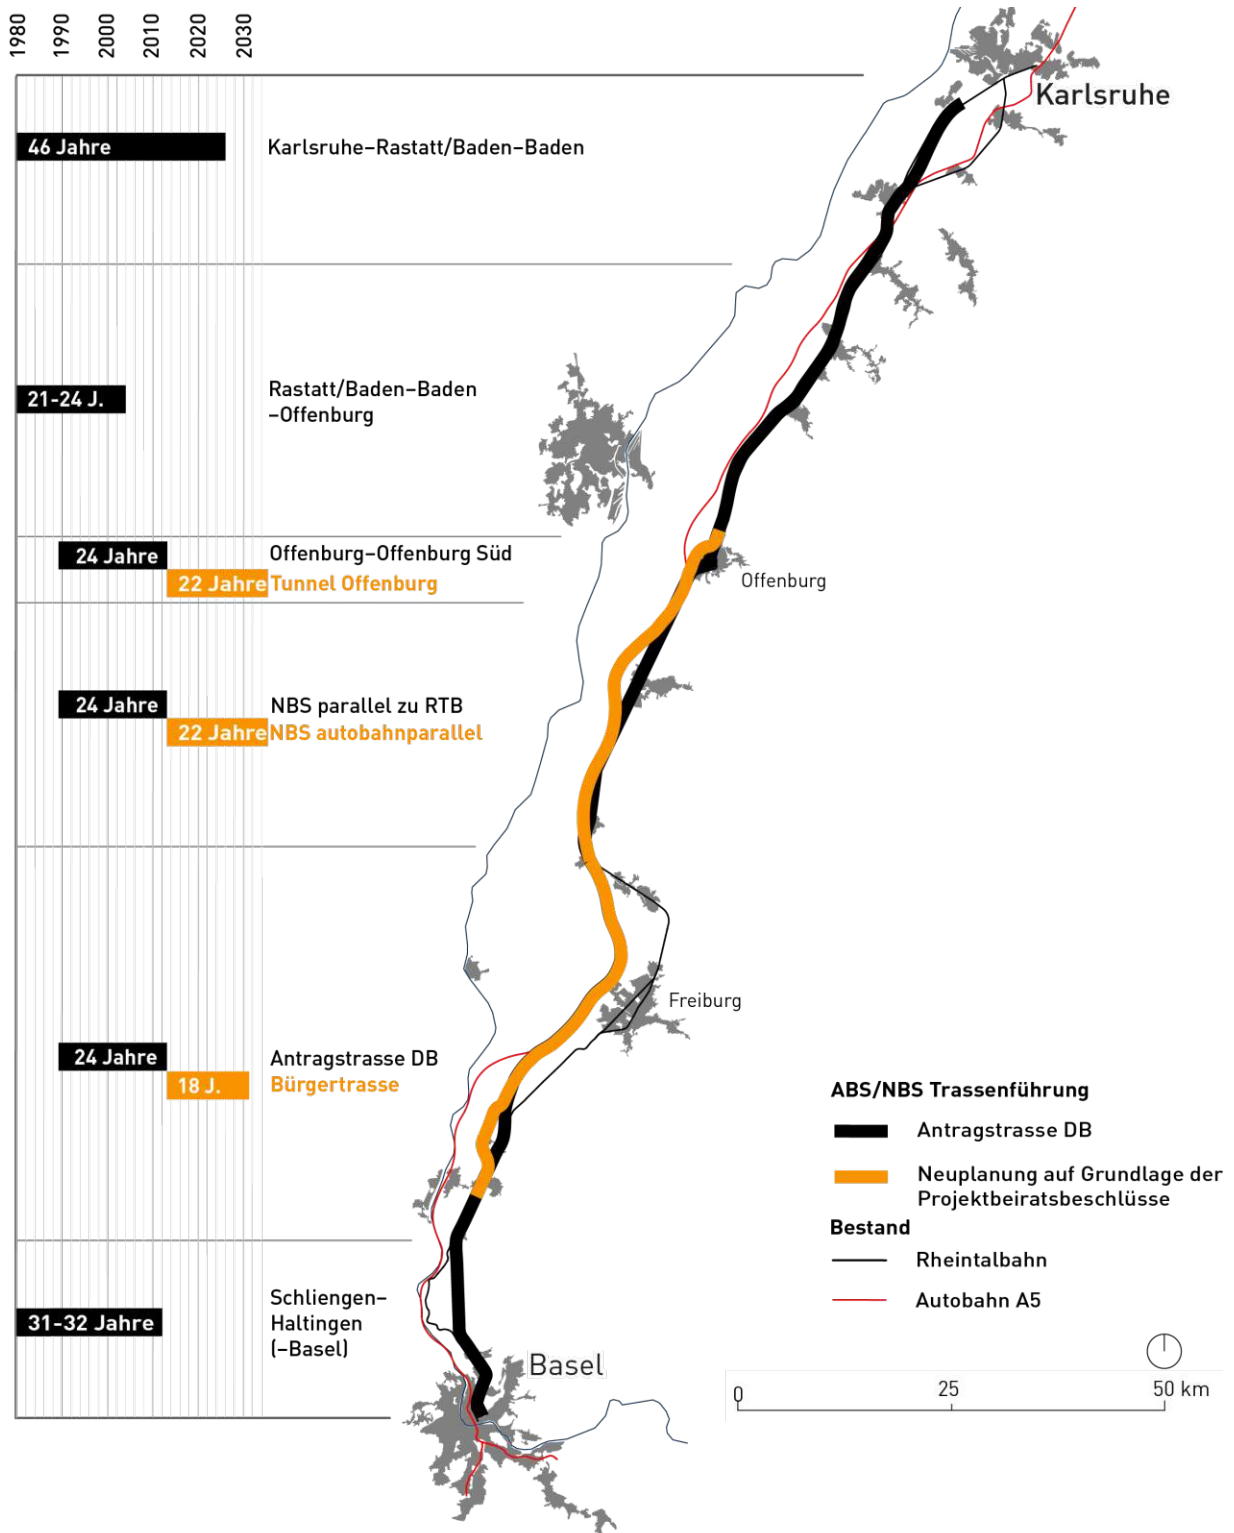 1980
1990
2000
2010
2020
2030
Karlsruhe
46 Jahre
Karlsruhe–Rastatt/Baden–Baden
21-24 J.
Rastatt/Baden–Baden
–Offenburg
24 Jahre
Offenburg–Offenburg Süd
22 Jahre
Tunnel Offenburg
Offenburg
24 Jahre
NBS parallel zu RTB
22 Jahre
NBS autobahnparallel
Freiburg
24 Jahre
Antragstrasse DB
18 J.
Bürgertrasse
31-32 Jahre
Schliengen–
Haltingen
(–Basel)
Basel
ABS/NBS Trassenführung
Antragstrasse DB
Neuplanung auf Grundlage der
Projektbeiratsbeschlüsse
Bestand
Rheintalbahn
Autobahn A5
0 25 50 km